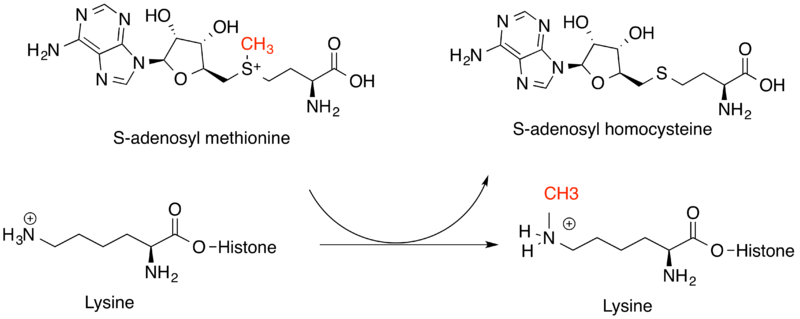 N
N
N
N
N
H2N
HO
OH
CH3
S+
O
O
OH
NH2
S-adenosyl methionine
N
N
N
N
N
H2N
HO
OH
S
O
O
OH
NH2
S-adenosyl homocysteine
H3N
+
O
O
Histone
NH2
Lysine
CH3
H
N
H
+
O
O
Histone
NH2
Lysine